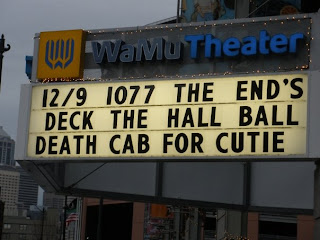 WaMu Theater
12/9 1077 THE END'S
DECK THE HALL BALL
DEATH CAB FOR CUTIE